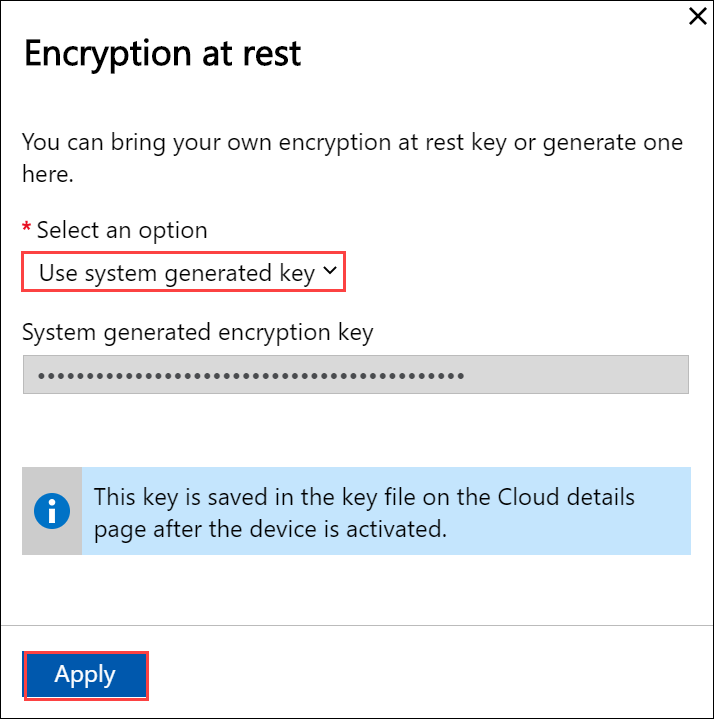 Encryption at rest
You can bring your own encryption at rest key or generate one
here.
* Select an option
Use system generated key
System generated encryption key
••••••••••••••••••••••••••••••••••••••••••••
This key is saved in the key file on the Cloud details
page after the device is activated.
Apply